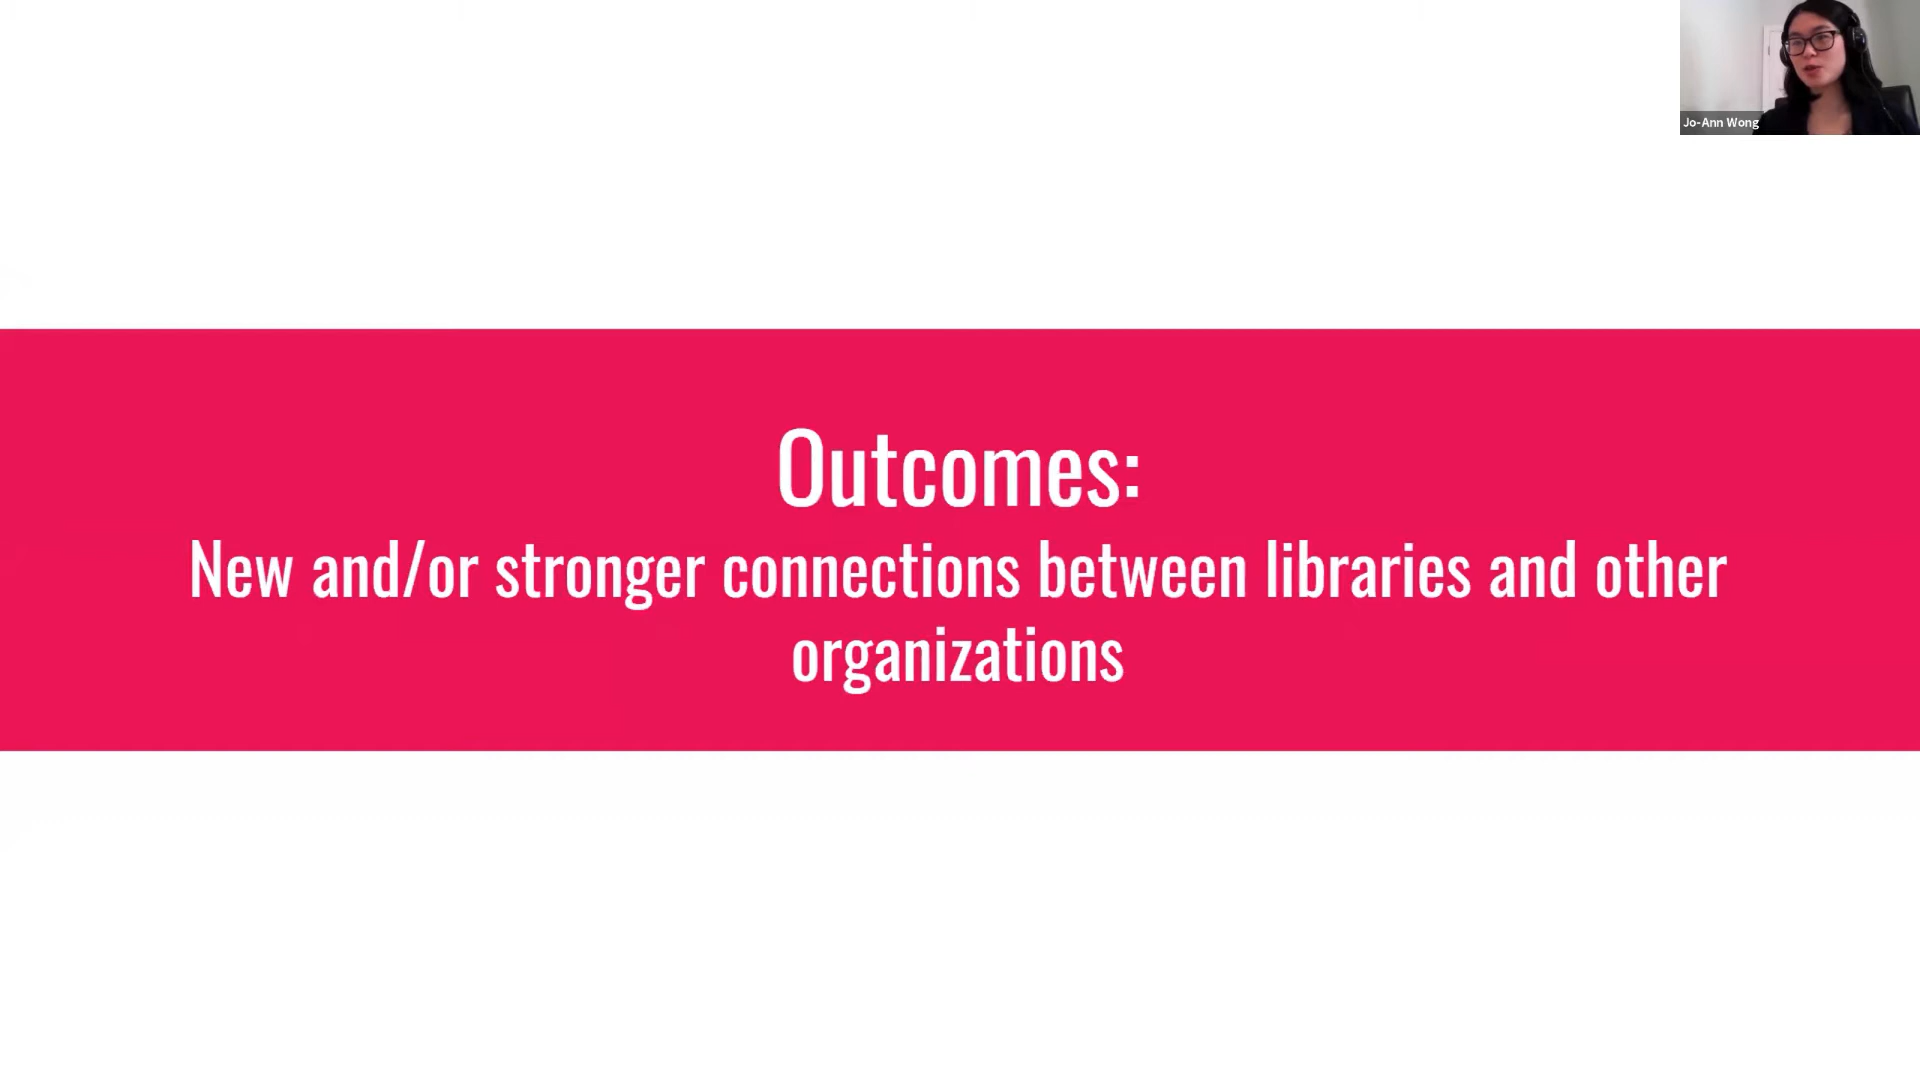 Jo-Ann Wong
Outcomes:
New and/or stronger connections between libraries and other
organizations